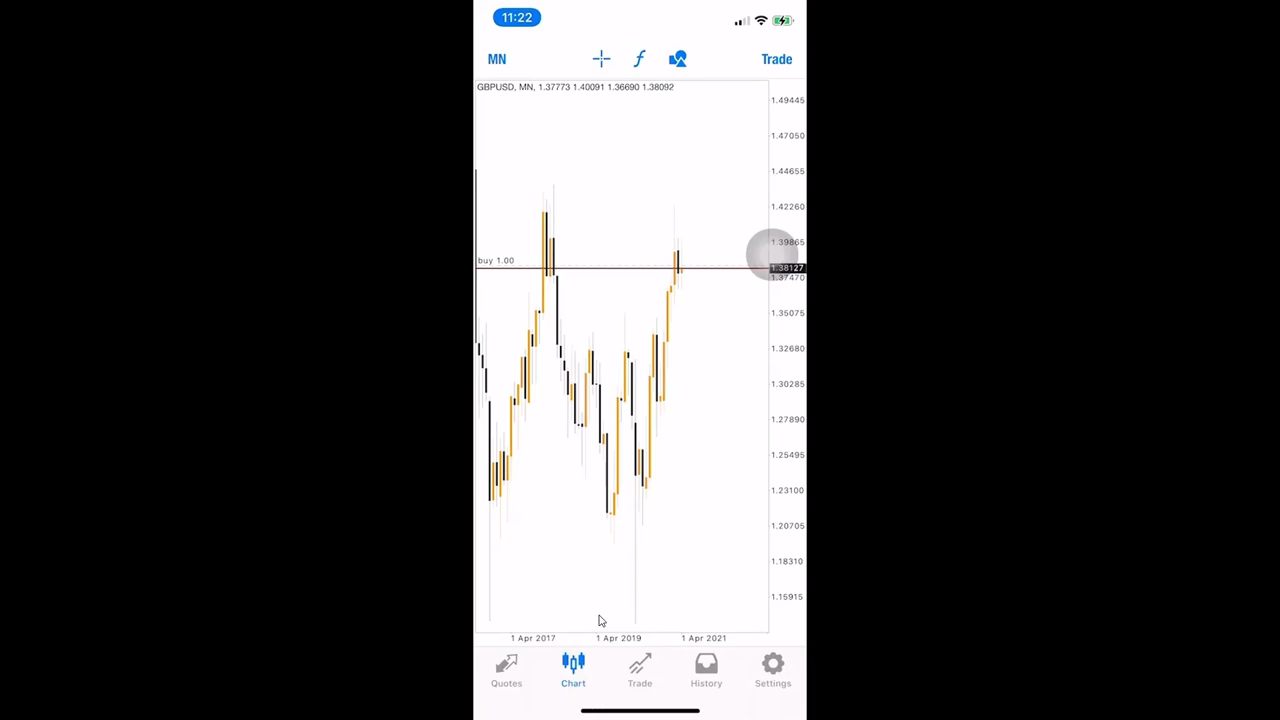 11:22
MN
f
Trade
GBPUSD, MN, 1.37773 1.40091 1.36690 1.38092
1.49445
1.47050
1.44655
1.42260
1.39865
buy 1.00
1.38127
1.37470
1.35075
1.32680
1.30285
1.27890
1.25495
1.23100
1.20705
1.18310
1.15915
1 Apr 2017 1 Apr 2019 1 Apr 2021
Quotes Chart Trade History Settings